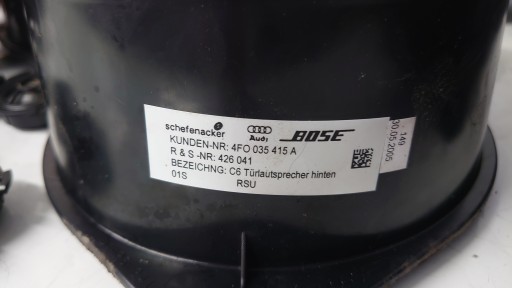 schefenacker Audi BOSE
KUNDEN-NR: 4FO 035 415 A
R & S -NR: 426 041
BEZEICHNG: C6 Türlautsprecher hinten
01S RSU
149
30.05.2005